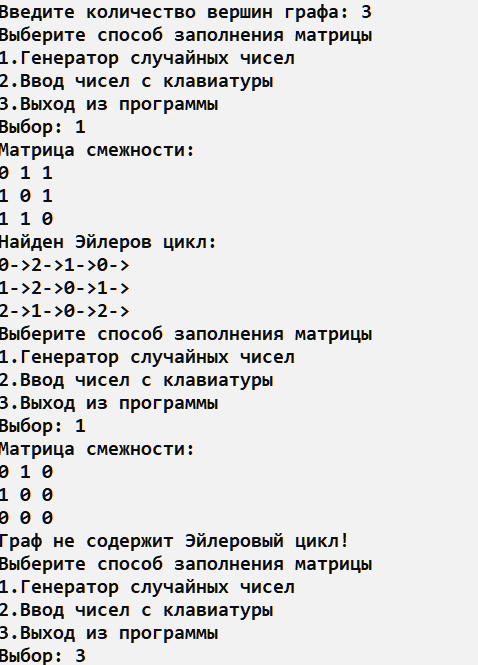 Введите количество вершин графа: 3
Выберите способ заполнения матрицы
1.Генератор случайных чисел
2.Ввод чисел с клавиатуры
3.Выход из программы
Выбор: 1
Матрица смежности:
0 1 1
1 0 1
1 1 0
Найден Эйлеров цикл:
0->2->1->0->
1->2->0->1->
2->1->0->2->
Выберите способ заполнения матрицы
1.Генератор случайных чисел
2.Ввод чисел с клавиатуры
3.Выход из программы
Выбор: 1
Матрица смежности:
0 1 0
1 0 0
0 0 0
Граф не содержит Эйлеровый цикл!
Выберите способ заполнения матрицы
1.Генератор случайных чисел
2.Ввод чисел с клавиатуры
3.Выход из программы
Выбор: 3